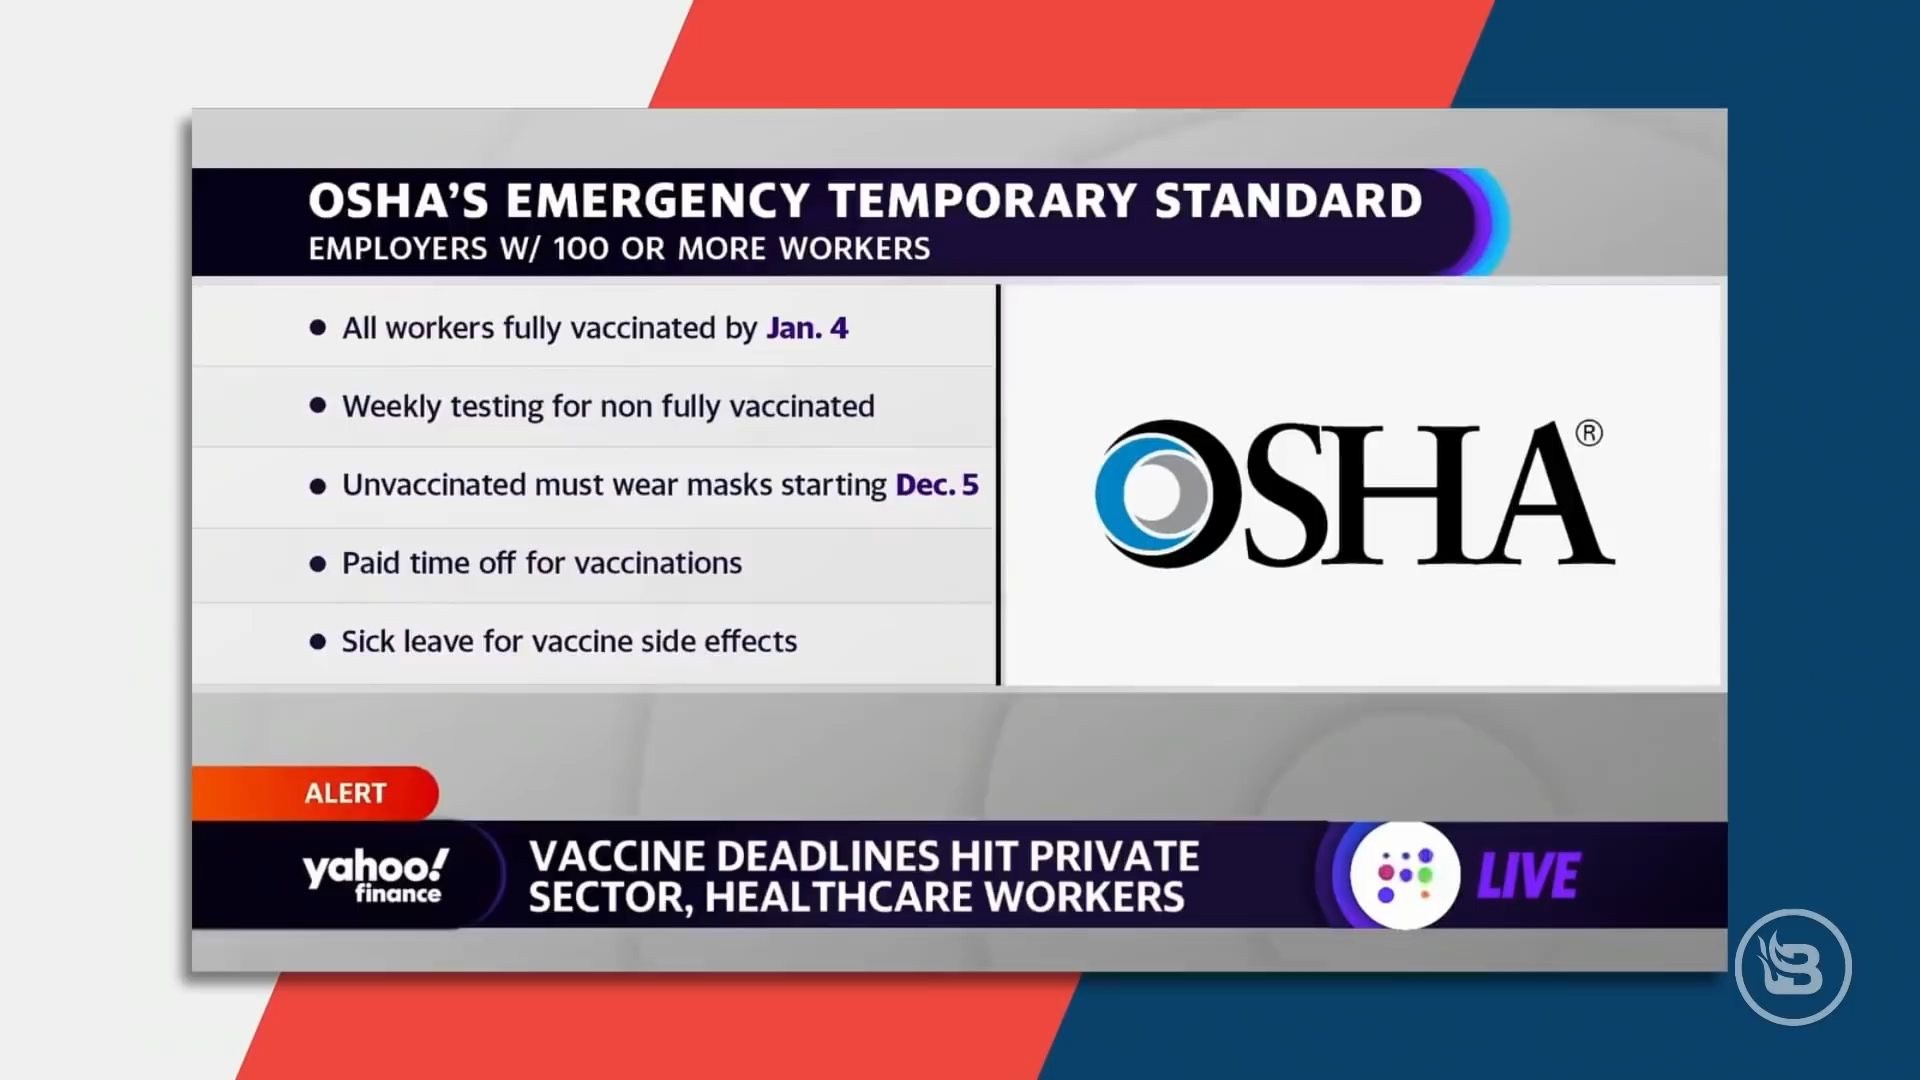 OSHA'S EMERGENCY TEMPORARY STANDARD
EMPLOYERS W/ 100 OR MORE WORKERS
● All workers fully vaccinated by Jan. 4
● Weekly testing for non fully vaccinated
● Unvaccinated must wear masks starting Dec. 5
● Paid time off for vaccinations
● Sick leave for vaccine side effects
OSHA®
ALERT
yahoo!
finance
VACCINE DEADLINES HIT PRIVATE
SECTOR, HEALTHCARE WORKERS
LIVE
B